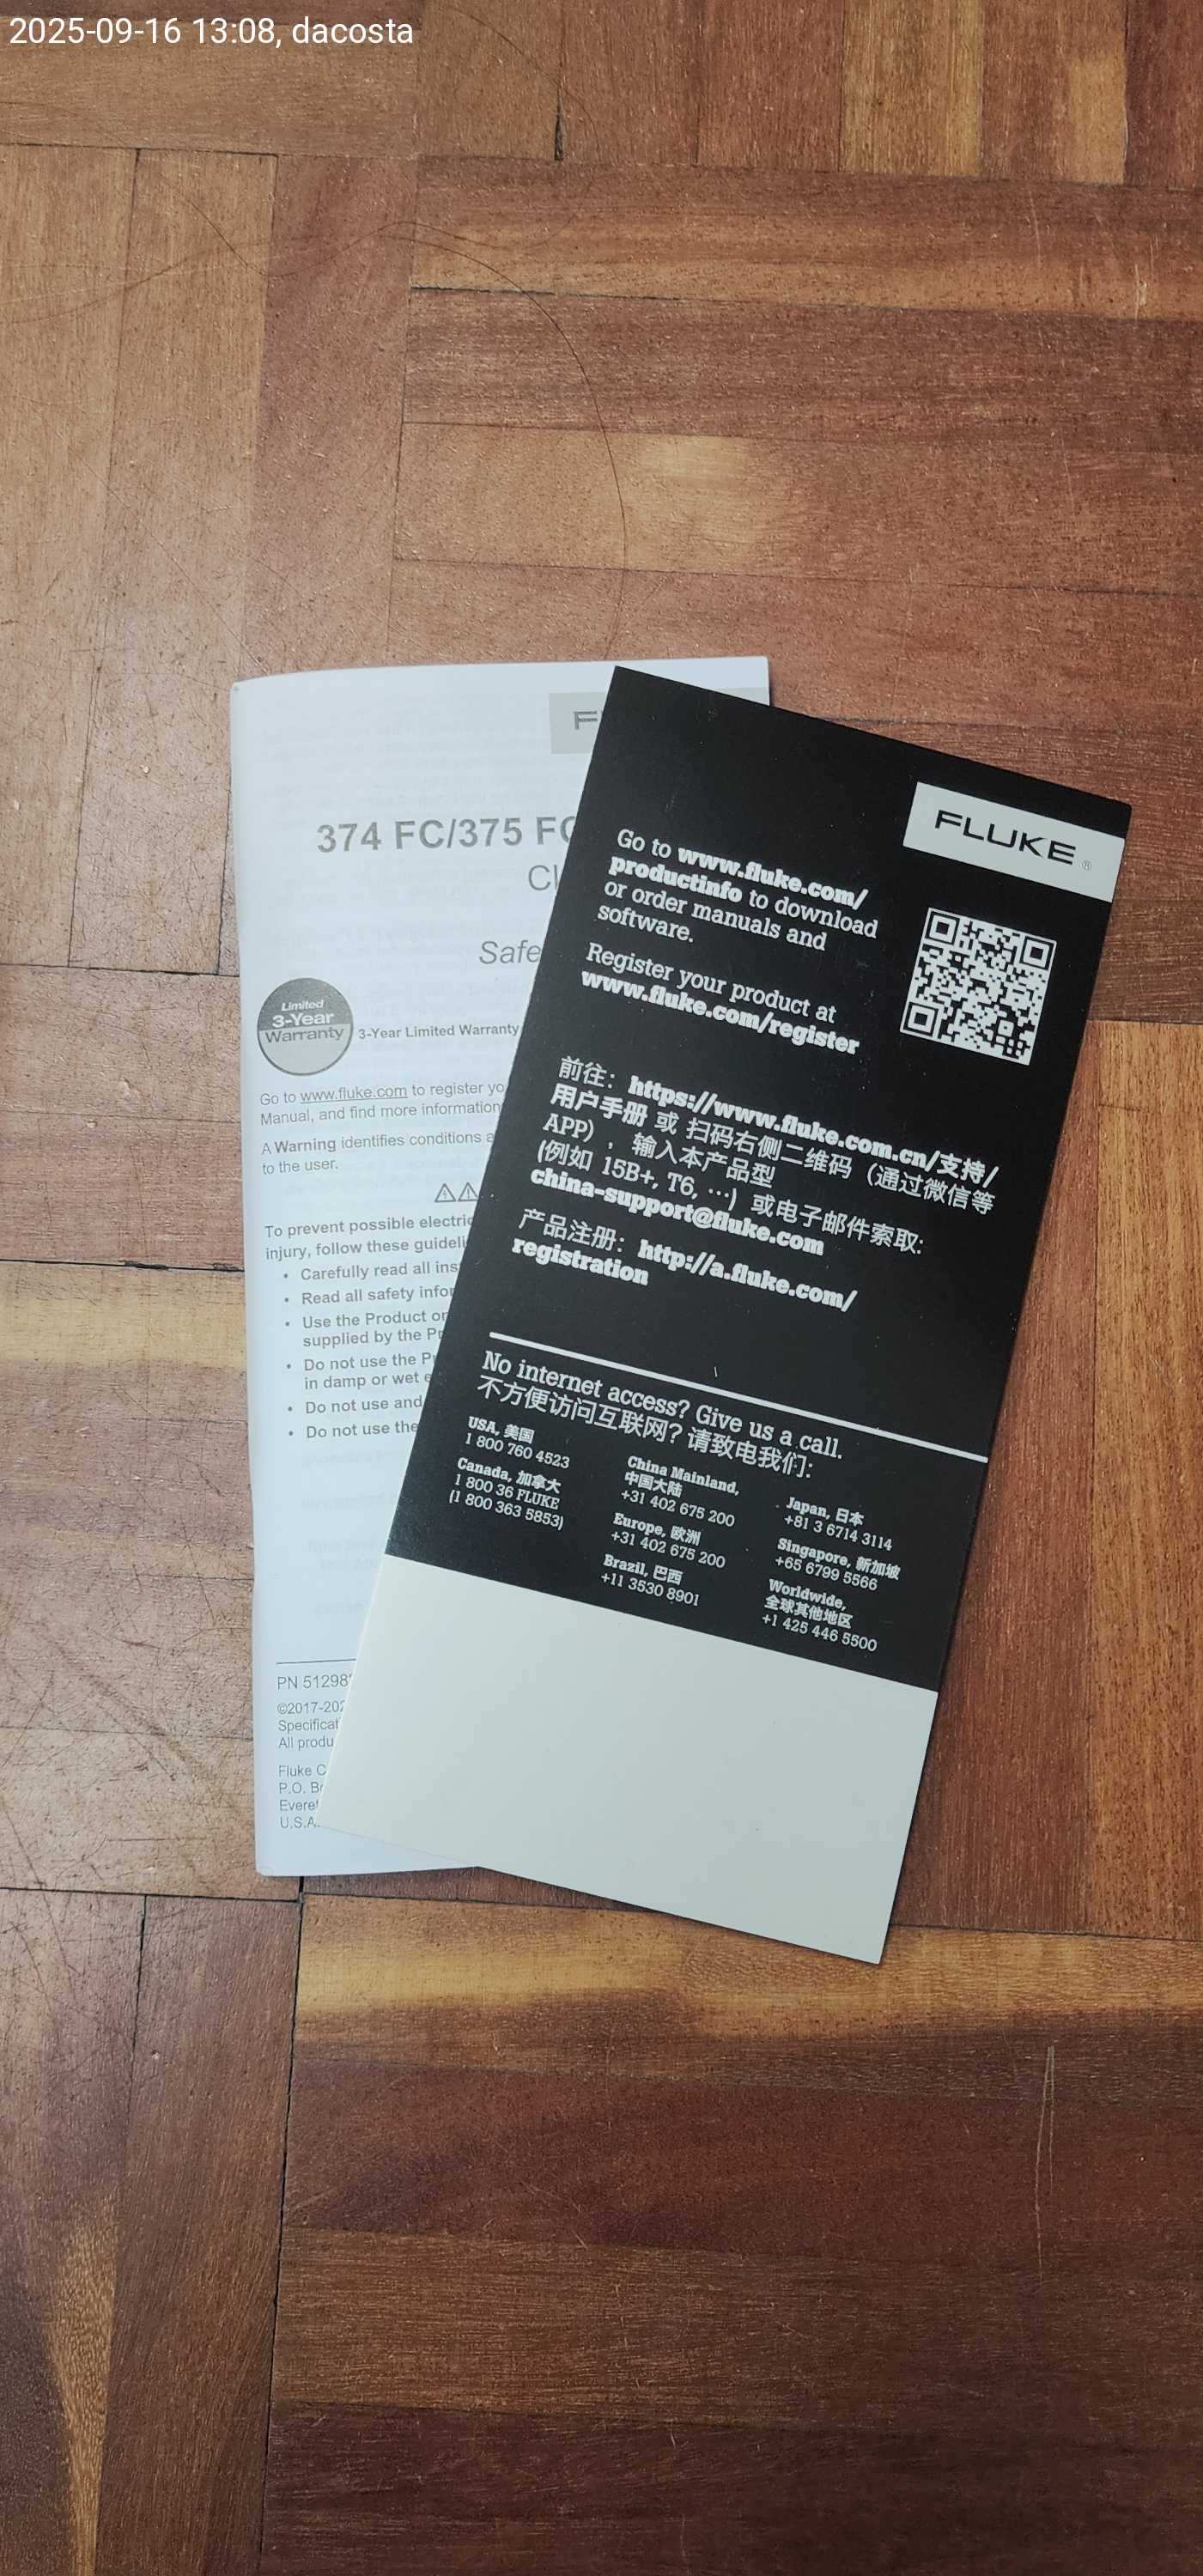 2025-09-16 13:08, dacosta
374 FC/375 FC
Limited
3-Year
Warranty
3-Year Limited Warranty
Go to www.fluke.com to register
Manual, and find more information
A Warning identifies conditions
to the user.
To prevent possible
injury, follow these
Carefully read all
Read all safety
Use the Product
supplied by the
Do not use the
in damp or wet
Do not use and
Do not use the
PN
Fluke
P.O.
U.S.A.
FLUKE®
Go to www.fluke.com/
productinfo to download
or order manuals and
software.
Register your product at
www.fluke.com/register
前往：https://www.fluke.com.cn/支持/
用户手册 或 扫码右侧二维码（通过微信等
APP），输入本产品型
(例如 15B+, T6, ⋯) 或电子邮件索取:
china-support@fluke.com
产品注册：http://a.fluke.com/
registration
No internet access? Give us a call.
不方便访问互联网? 请致电我们:
USA, 美国
1 800 760 4523
Canada, 加拿大
1 800 36 FLUKE
(1 800 363 5853)
China Mainland,
中国大陆
+31 402 675 200
Europe, 欧洲
+31 402 675 200
Brazil, 巴西
+11 3530 8901
Japan, 日本
+81 3 6714 3114
Singapore, 新加坡
+65 6799 5566
Worldwide,
全球其他地区
+1 425 446 5500